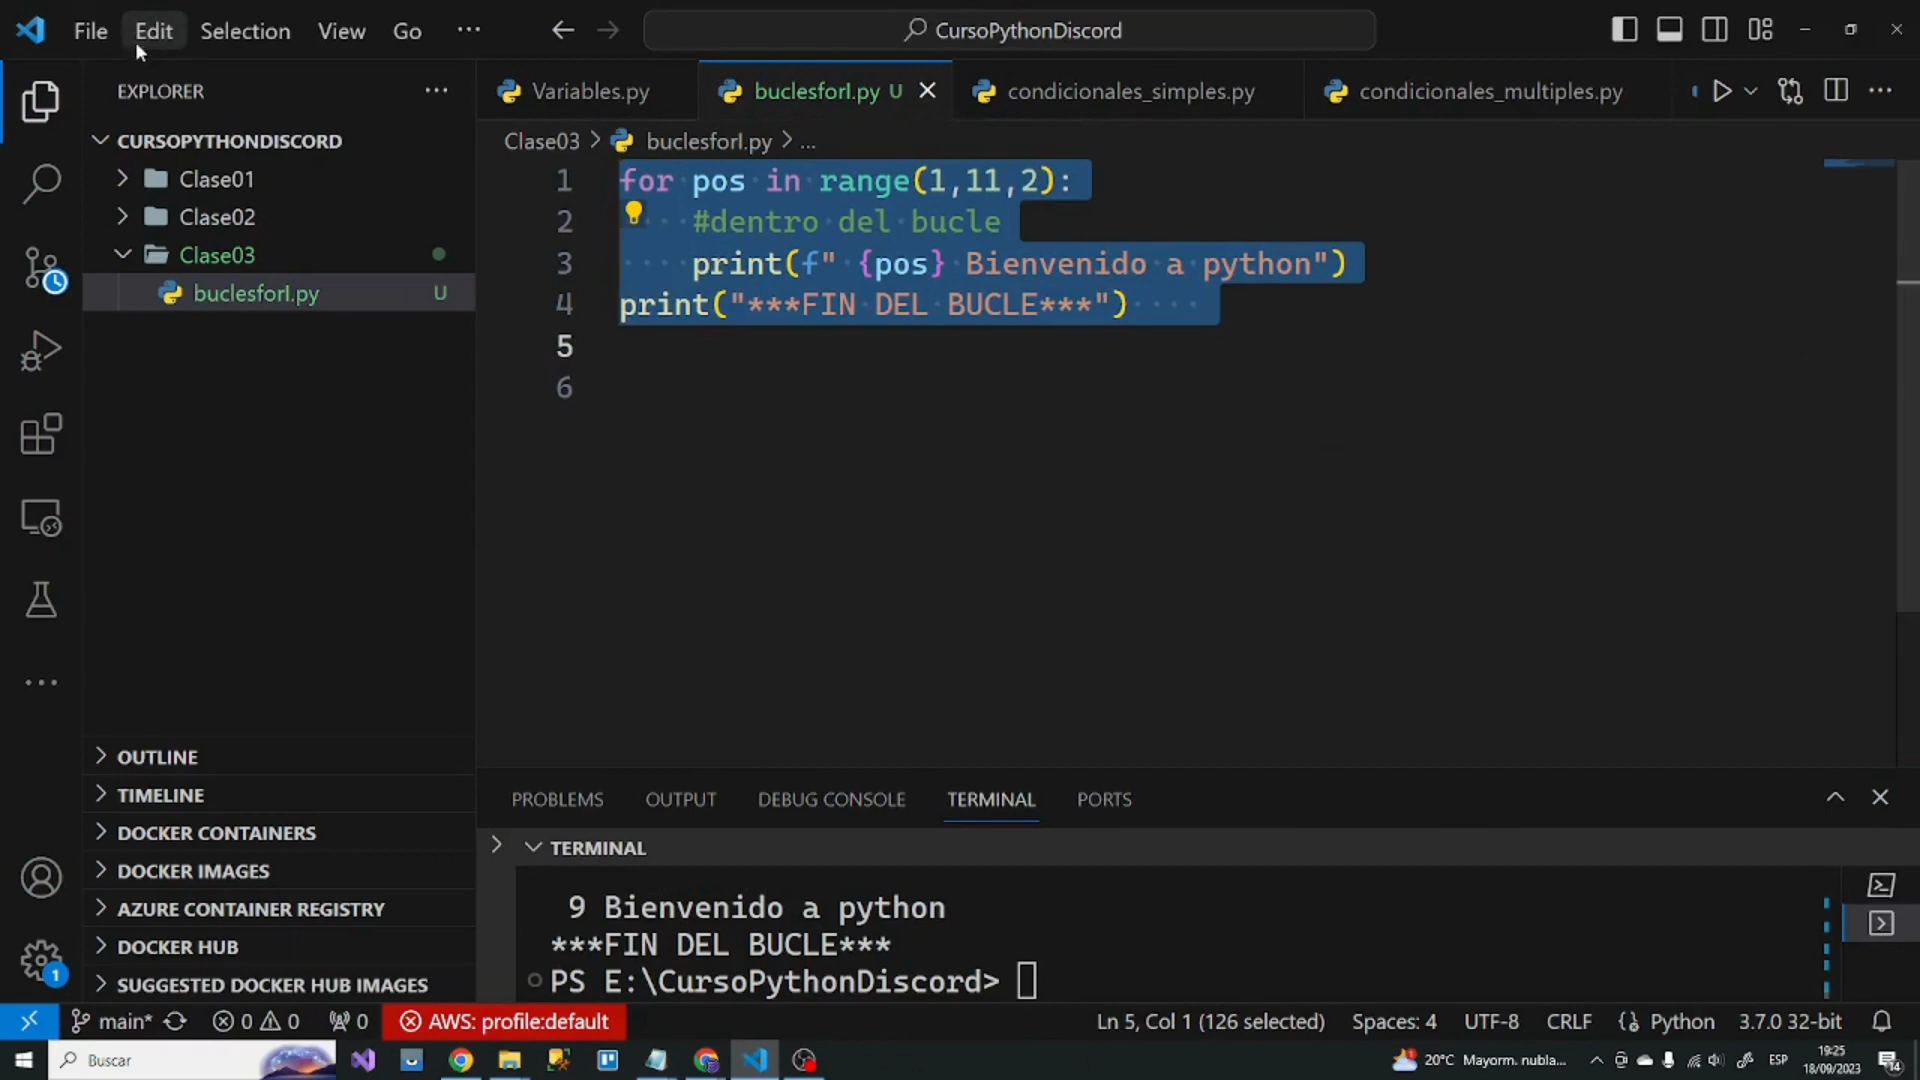 File Edit Selection View Go ··· CursoPythonDiscord
EXPLORER ···
CURSOPYTHONDISCORD
Clase01
Clase02
Clase03
buclesforI.py U
OUTLINE
TIMELINE
DOCKER CONTAINERS
DOCKER IMAGES
AZURE CONTAINER REGISTRY
DOCKER HUB
SUGGESTED DOCKER HUB IMAGES
1
Variables.py buclesforI.py U condicionales_simples.py condicionales_multiples.py
Clase03 > buclesforI.py > ...
1 for pos in range(1,11,2):
2 #dentro del bucle
3 print(f" {pos} Bienvenido a python")
4 print("***FIN DEL BUCLE***")
5
6
PROBLEMS OUTPUT DEBUG CONSOLE TERMINAL PORTS
TERMINAL
9 Bienvenido a python
***FIN DEL BUCLE***
PS E:\CursoPythonDiscord>
main* 0 0 0 AWS: profile:default Ln 5, Col 1 (126 selected) Spaces: 4 UTF-8 CRLF Python 3.7.0 32-bit
Buscar 20°C Mayorm. nubla... ESP 19:25
18/09/2023 14